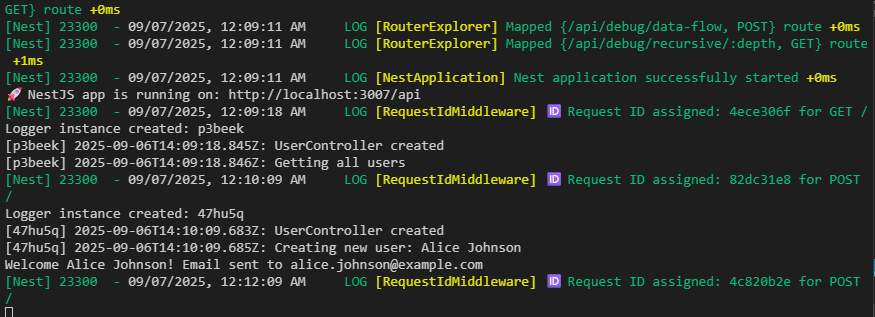 GET} route +0ms
[Nest] 23300  - 09/07/2025, 12:09:11 AM     LOG [RouterExplorer] Mapped {/api/debug/data-flow, POST} route +0ms
[Nest] 23300  - 09/07/2025, 12:09:11 AM     LOG [RouterExplorer] Mapped {/api/debug/recursive/:depth, GET} route
+1ms
[Nest] 23300  - 09/07/2025, 12:09:11 AM     LOG [NestApplication] Nest application successfully started +0ms
🚀 NestJS app is running on: http://localhost:3007/api
[Nest] 23300  - 09/07/2025, 12:09:18 AM     LOG [RequestIdMiddleware] 🆔 Request ID assigned: 4ece306f for GET /
Logger instance created: p3beek
[p3beek] 2025-09-06T14:09:18.845Z: UserController created
[p3beek] 2025-09-06T14:09:18.846Z: Getting all users
[Nest] 23300  - 09/07/2025, 12:10:09 AM     LOG [RequestIdMiddleware] 🆔 Request ID assigned: 82dc31e8 for POST
/
Logger instance created: 47hu5q
[47hu5q] 2025-09-06T14:10:09.683Z: UserController created
[47hu5q] 2025-09-06T14:10:09.685Z: Creating new user: Alice Johnson
Welcome Alice Johnson! Email sent to alice.johnson@example.com
[Nest] 23300  - 09/07/2025, 12:12:09 AM     LOG [RequestIdMiddleware] 🆔 Request ID assigned: 4c820b2e for POST
/